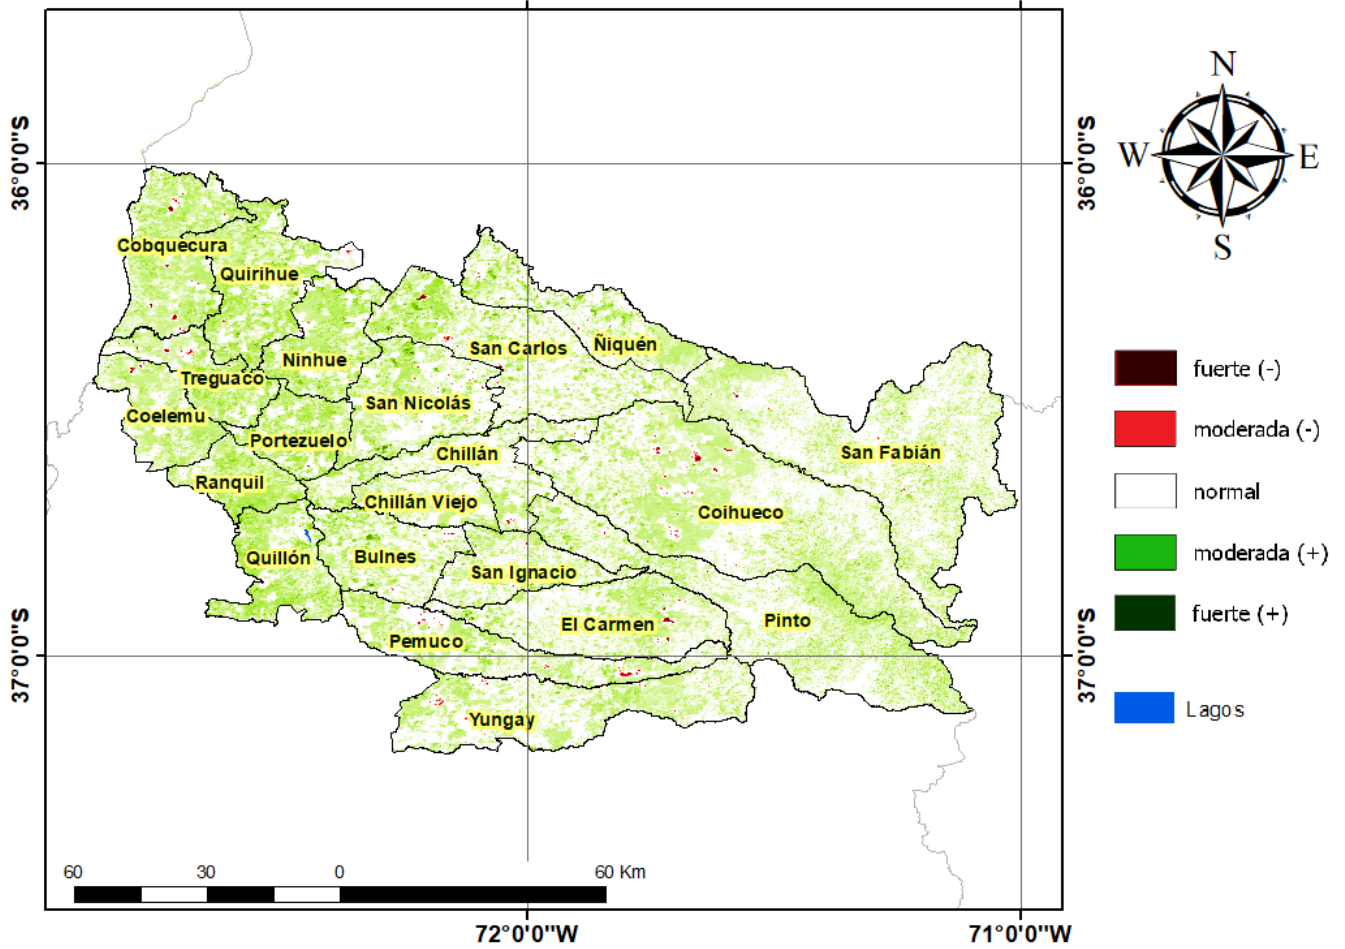 N
W E
S
36°0'0"S
36°0'0"S
Cobquecura
Quirihue
Ninhue
San Carlos
Ñiquén
Treguaco
Coelemu
San Nicolás
Portezuelo
Chillán
San Fabián
Ranquil
Chillán Viejo
Coihueco
Quillón
Bulnes
San Ignacio
El Carmen
Pinto
Pemuco
Yungay
37°0'0"S
37°0'0"S
fuerte (-)
moderada (-)
normal
moderada (+)
fuerte (+)
Lagos
60 30 0 60 Km
72°0'0"W
71°0'0"W